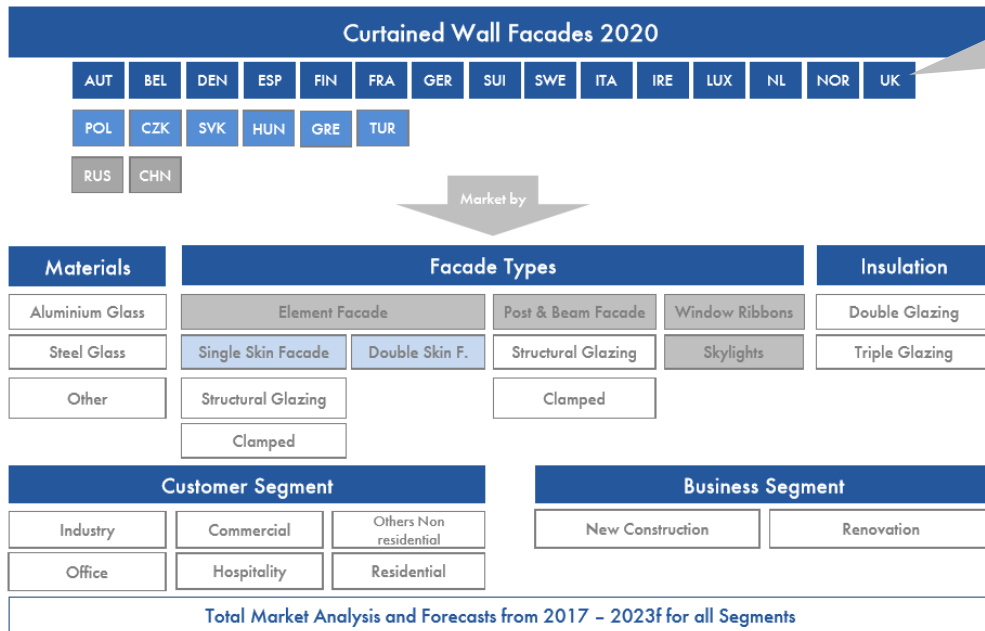 Curtained Wall Facades 2020
AUT BEL DEN ESP FIN FRA GER SUI SWE ITA IRE LUX NL NOR UK
POL CZK SVK HUN GRE TUR
RUS CHN
Market by
Materials Facade Types Insulation
Aluminium Glass Element Facade Post & Beam Facade Window Ribbons Double Glazing
Steel Glass Single Skin Facade Double Skin F. Structural Glazing Skylights Triple Glazing
Other Structural Glazing Clamped
Clamped
Customer Segment Business Segment
Industry Commercial Others Non
residential New Construction Renovation
Office Hospitality Residential
Total Market Analysis and Forecasts from 2017 – 2023f for all Segments